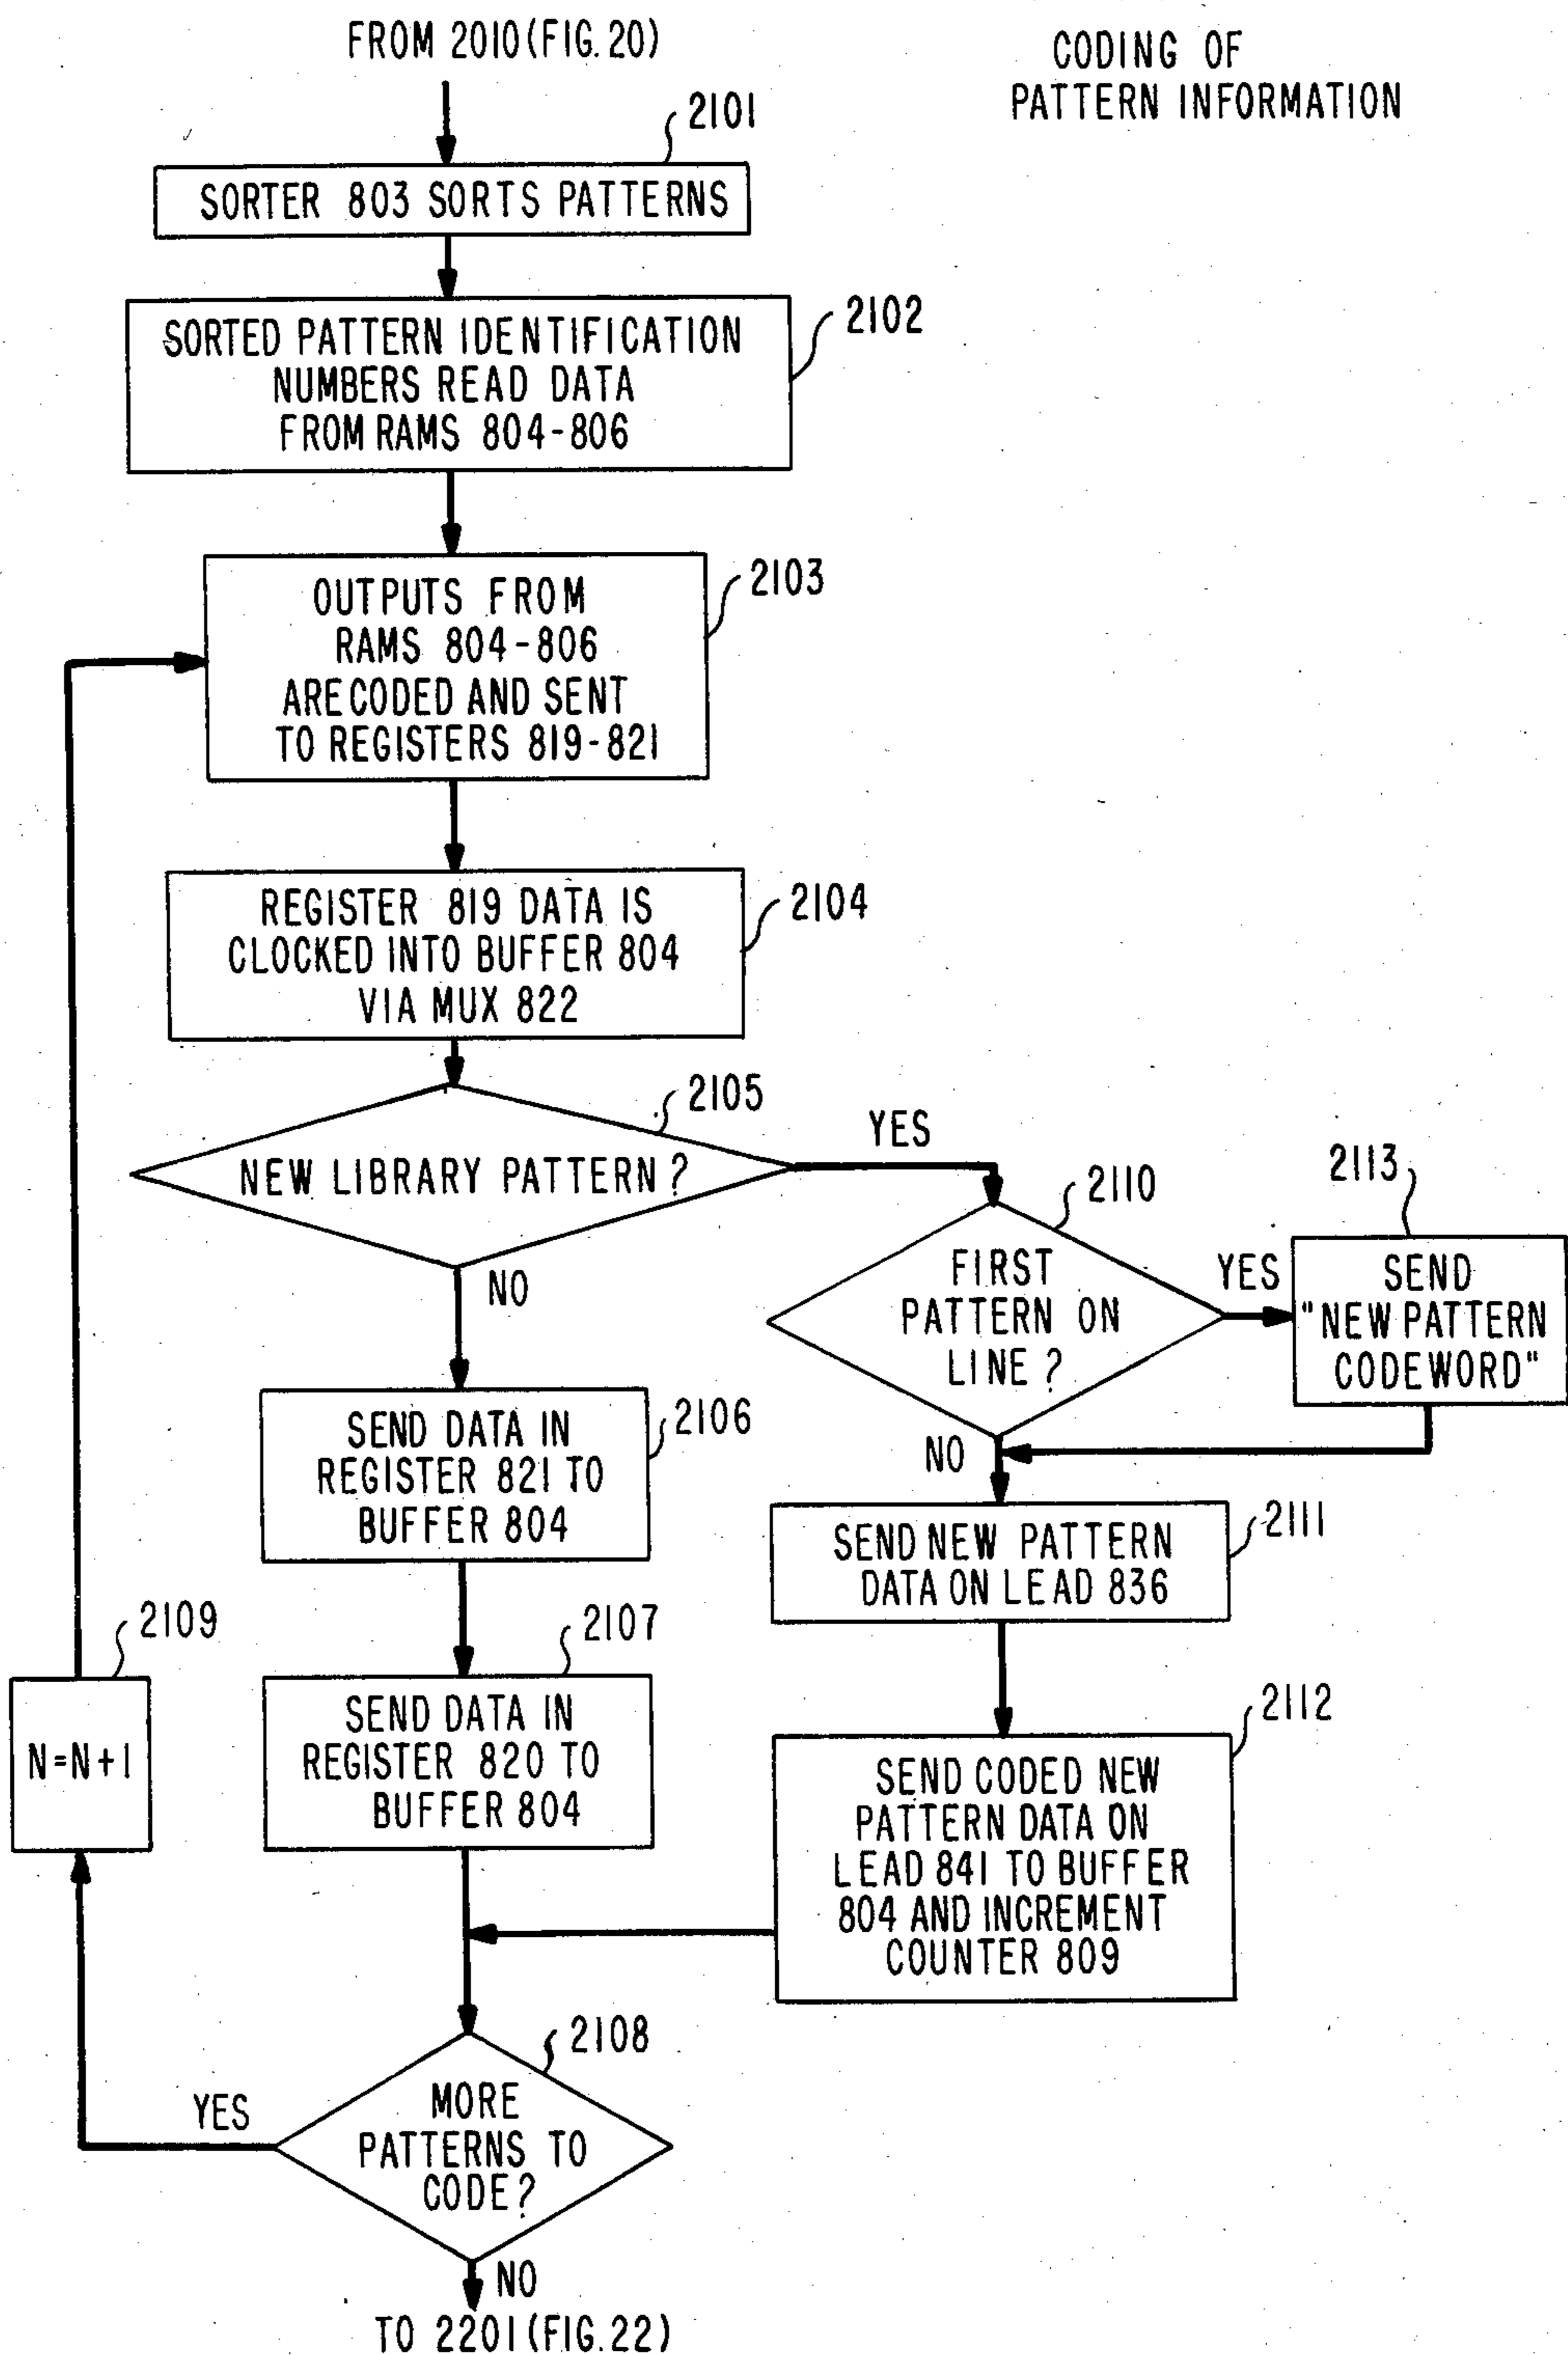 FROM 2010 (FIG. 20)
CODING OF
PATTERN INFORMATION
2101
SORTER 803 SORTS PATTERNS
2102
SORTED PATTERN IDENTIFICATION
NUMBERS READ DATA
FROM RAMS 804-806
2103
OUTPUTS FROM
RAMS 804-806
ARE CODED AND SENT
TO REGISTERS 819-821
2104
REGISTER 819 DATA IS
CLOCKED INTO BUFFER 804
VIA MUX 822
2105
NEW LIBRARY PATTERN?
YES
NO
2110
FIRST
PATTERN ON
LINE?
YES
NO
2113
SEND
"NEW PATTERN
CODEWORD"
2106
SEND DATA IN
REGISTER 821 TO
BUFFER 804
2111
SEND NEW PATTERN
DATA ON LEAD 836
2109
N=N+1
2107
SEND DATA IN
REGISTER 820 TO
BUFFER 804
2112
SEND CODED NEW
PATTERN DATA ON
LEAD 841 TO BUFFER
804 AND INCREMENT
COUNTER 809
2108
MORE
PATTERNS TO
CODE?
YES
NO
TO 2201 (FIG. 22)